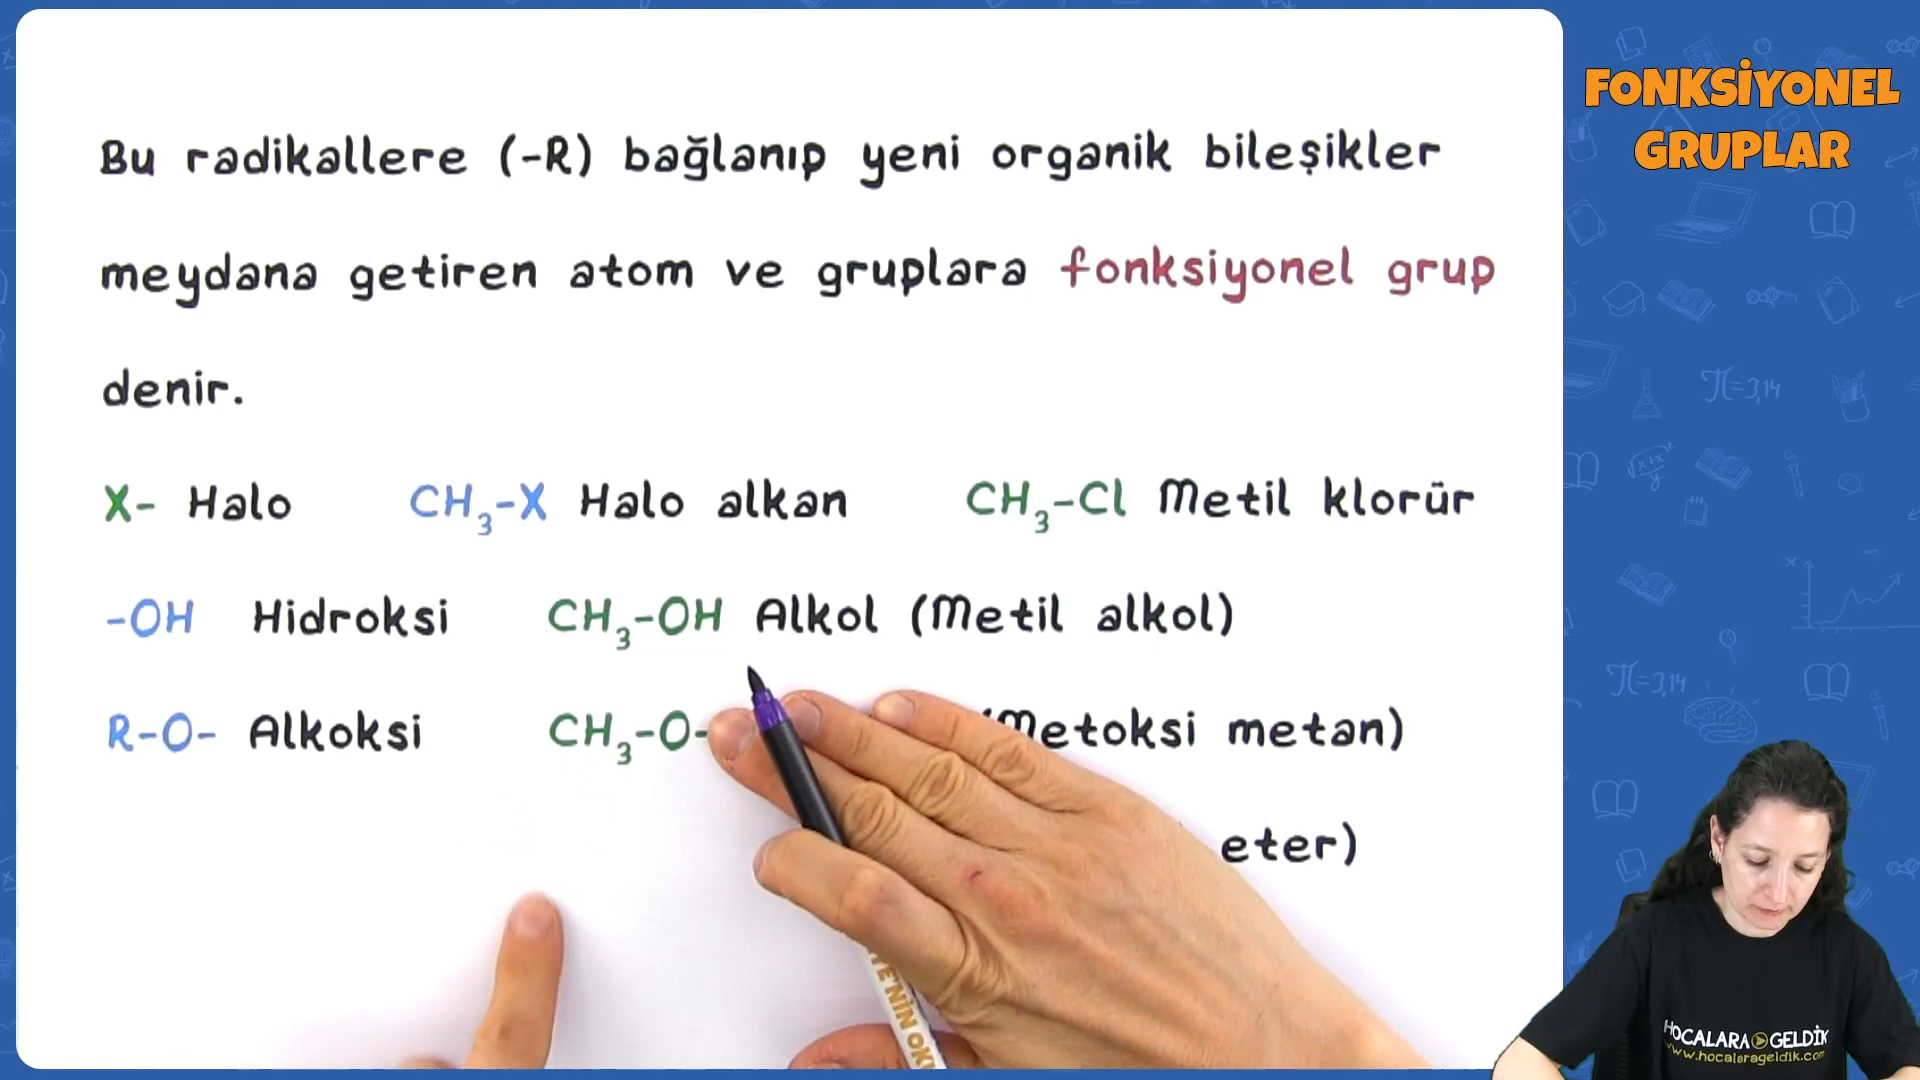 FONKSİYONEL
GRUPLAR
Bu radikallere (-R) bağlanıp yeni organik bileşikler
meydana getiren atom ve gruplara fonksiyonel grup
denir.
X- Halo CH₃-X Halo alkan CH₃-Cl Metil klorür
-OH Hidroksi CH₃-OH Alkol (Metil alkol)
R-O- Alkoksi CH₃-O- (Metoksi metan)
eter)
HOCALARA GELDİK
www.hocalarageldik.com